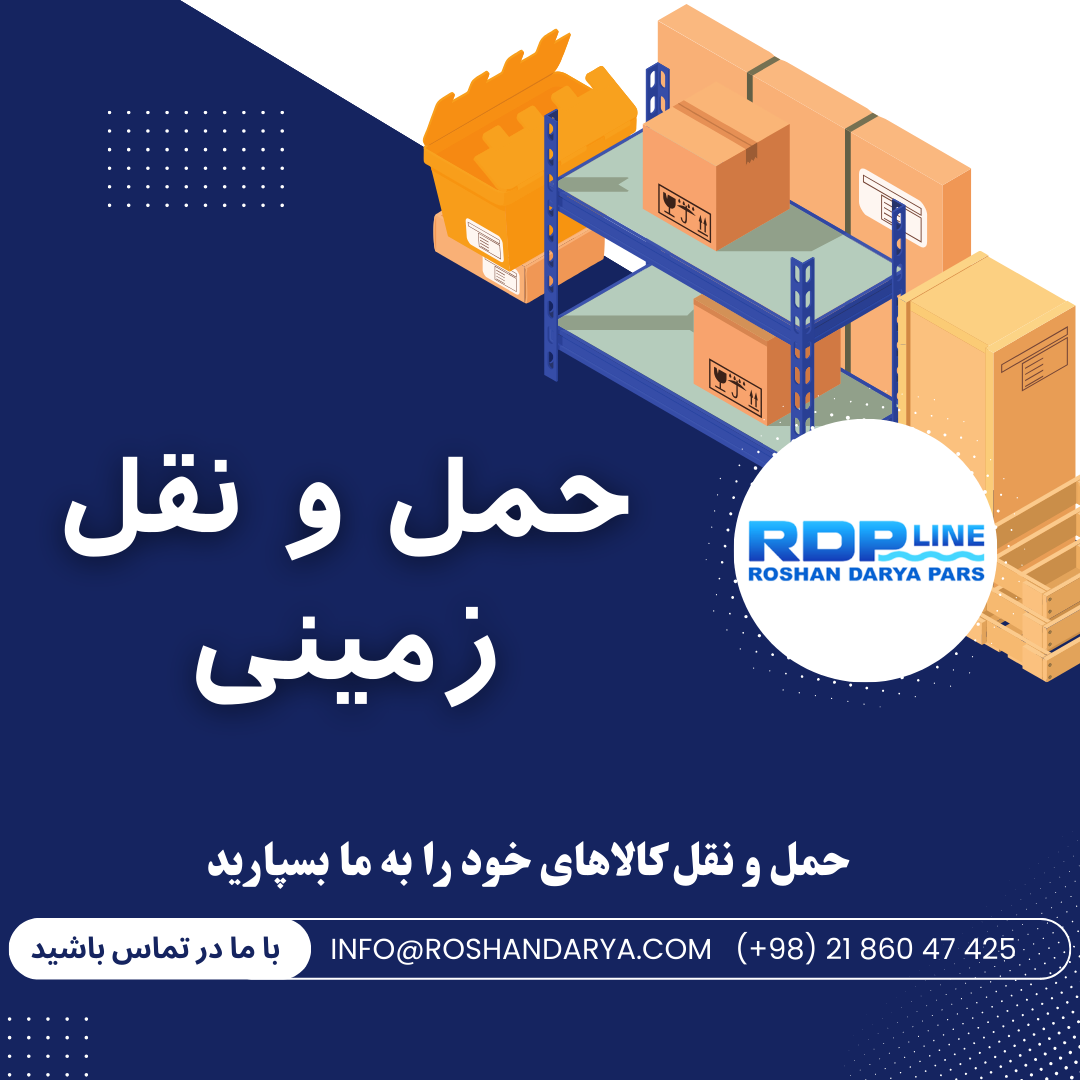 حمل و نقل
زمینی
RDP LINE
ROSHAN DARYA PARS
حمل و نقل کالاهای خود را به ما بسپارید
با ما در تماس باشید
INFO@ROSHANDARYA.COM (+98) 21 860 47 425